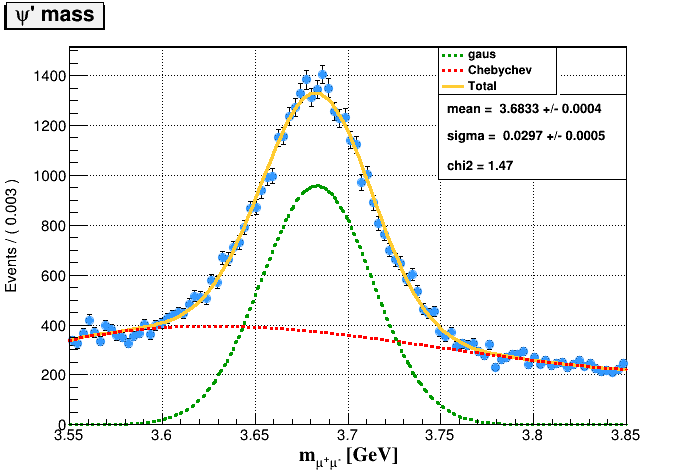 ψ' mass
gaus
Chebychev
Total
mean = 3.6833 +/- 0.0004
sigma = 0.0297 +/- 0.0005
chi2 = 1.47
Events / ( 0.003 )
1400
1200
1000
800
600
400
200
0
3.55 3.6 3.65 3.7 3.75 3.8 3.85
m_μ⁺μ⁻ [GeV]